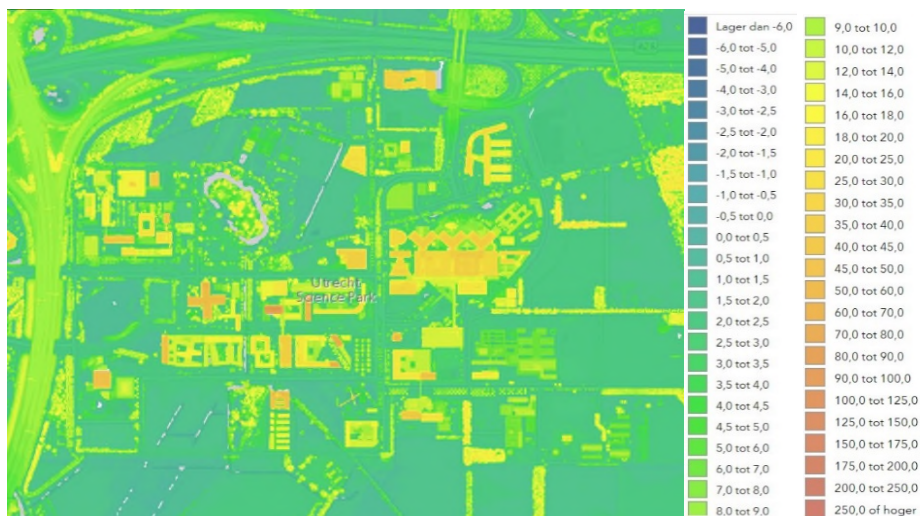 Utrecht
Science Park
Lager dan -6,0
-6,0 tot -5,0
-5,0 tot -4,0
-4,0 tot -3,0
-3,0 tot -2,5
-2,5 tot -2,0
-2,0 tot -1,5
-1,5 tot -1,0
-1,0 tot -0,5
-0,5 tot 0,0
0,0 tot 0,5
0,5 tot 1,0
1,0 tot 1,5
1,5 tot 2,0
2,0 tot 2,5
2,5 tot 3,0
3,0 tot 3,5
3,5 tot 4,0
4,0 tot 4,5
4,5 tot 5,0
5,0 tot 6,0
6,0 tot 7,0
7,0 tot 8,0
8,0 tot 9,0
9,0 tot 10,0
10,0 tot 12,0
12,0 tot 14,0
14,0 tot 16,0
16,0 tot 18,0
18,0 tot 20,0
20,0 tot 25,0
25,0 tot 30,0
30,0 tot 35,0
35,0 tot 40,0
40,0 tot 45,0
45,0 tot 50,0
50,0 tot 60,0
60,0 tot 70,0
70,0 tot 80,0
80,0 tot 90,0
90,0 tot 100,0
100,0 tot 125,0
125,0 tot 150,0
150,0 tot 175,0
175,0 tot 200,0
200,0 tot 250,0
250,0 of hoger